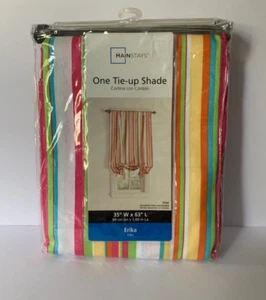 MAINSTAYS
One Tie-up Shade
Cortina con Cordón
35" W x 63" L
Erika